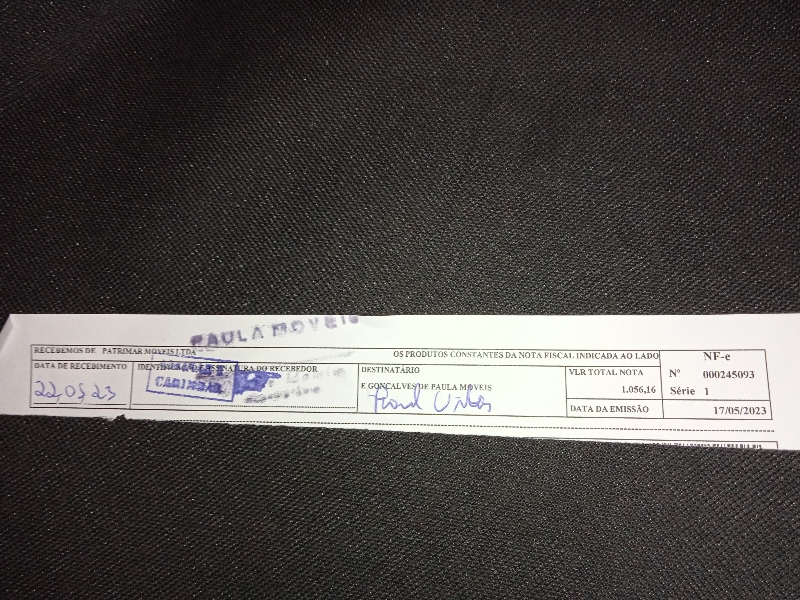 PAULA MOVEIS
RECEBEMOS DE PATRIMAR MOVEIS LTDA OS PRODUTOS CONSTANTES DA NOTA FISCAL INDICADA AO LADO
NF-e
Nº 000245093
Série 1
DATA DE RECEBIMENTO
22,05,23
IDENTIFICAÇÃO E ASSINATURA DO RECEBEDOR
DESTINATÁRIO
E GONCALVES DE PAULA MOVEIS
VLR TOTAL NOTA
1.056,16
DATA DA EMISSÃO
17/05/2023